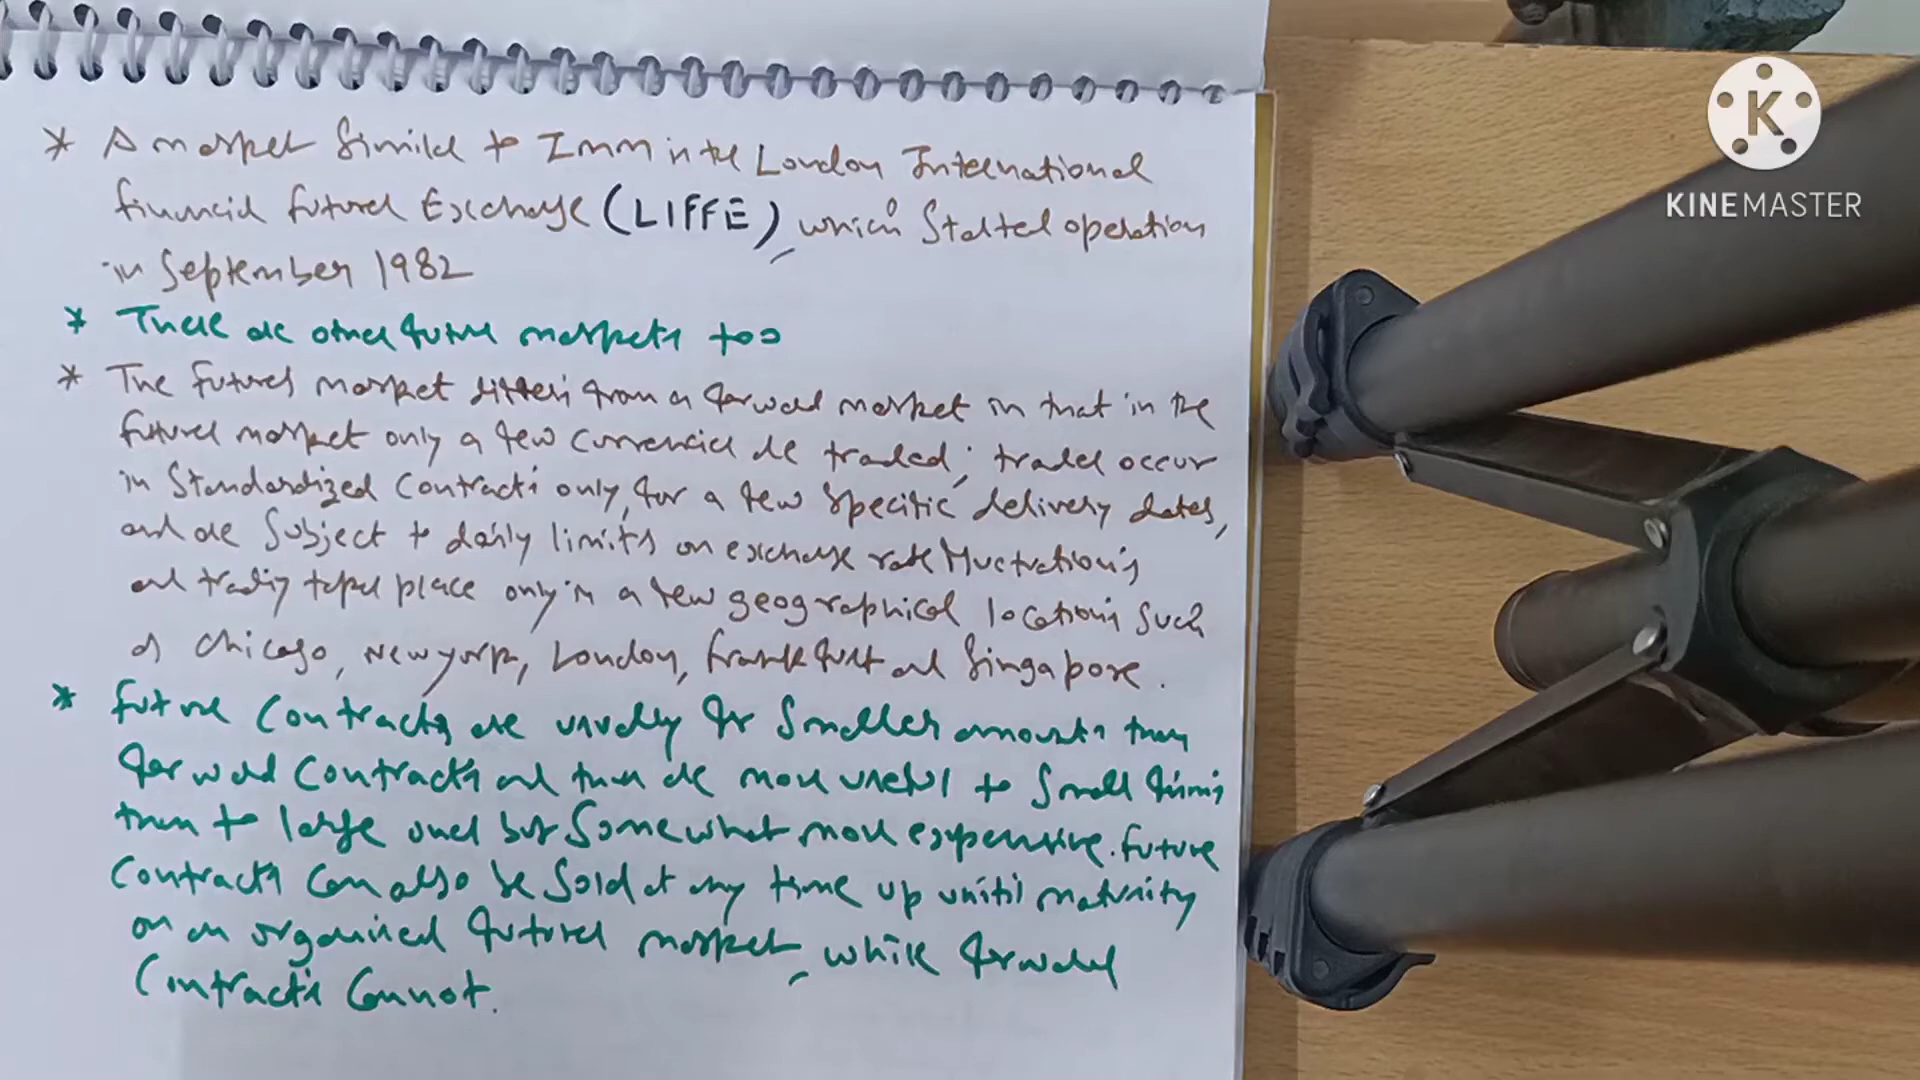 * A market similar to IMM in the London International
financial futures Exchange (LIFFE), which started operation
in September 1982
* There are other future markets too
* The futures market differs from a forward market in that in the
futures market only a few currencies are traded; trades occur
in standardized contracts only, for a few specific delivery dates,
and are subject to daily limits on exchange rate fluctuations
and trading takes place only in a few geographical locations such
as Chicago, New york, London, frankfurt and Singapore.
* future contracts are usually for smaller amounts than
forward contracts and thus are more useful to small firms
than to large ones but somewhat more expensive. future
contracts can also be sold at any time up until maturity
on an organised futures market, while forward
contracts cannot.
K
KINEMASTER